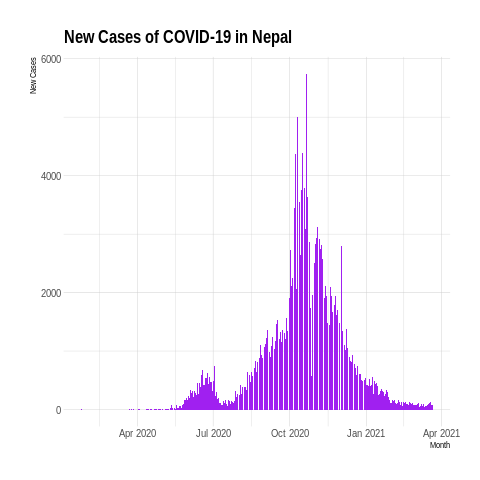 New Cases of COVID-19 in Nepal
New Cases
6000
4000
2000
0
Apr 2020 Jul 2020 Oct 2020 Jan 2021 Apr 2021
Month